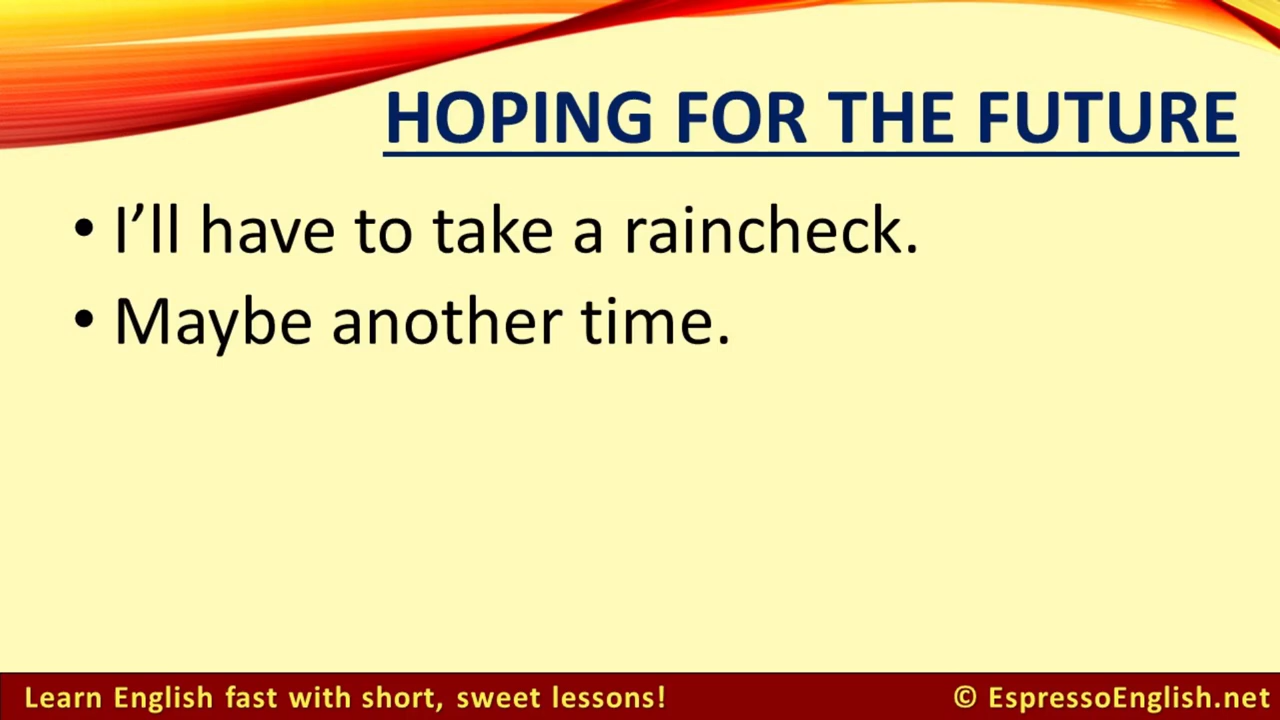 HOPING FOR THE FUTURE
• I’ll have to take a raincheck.
• Maybe another time.
Learn English fast with short, sweet lessons!
© EspressoEnglish.net